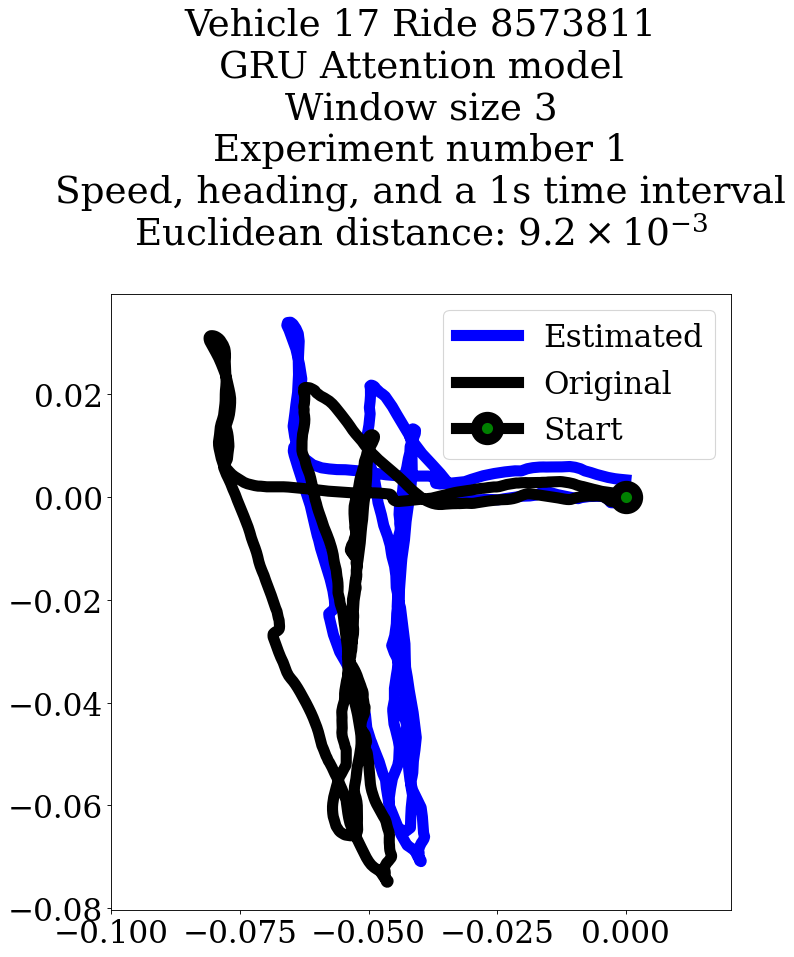 Vehicle 17 Ride 8573811
GRU Attention model
Window size 3
Experiment number 1
Speed, heading, and a 1s time interval
Euclidean distance: 9.2 × 10⁻³
Estimated
Original
Start
0.02
0.00
−0.02
−0.04
−0.06
−0.08
−0.100 −0.075 −0.050 −0.025 0.000